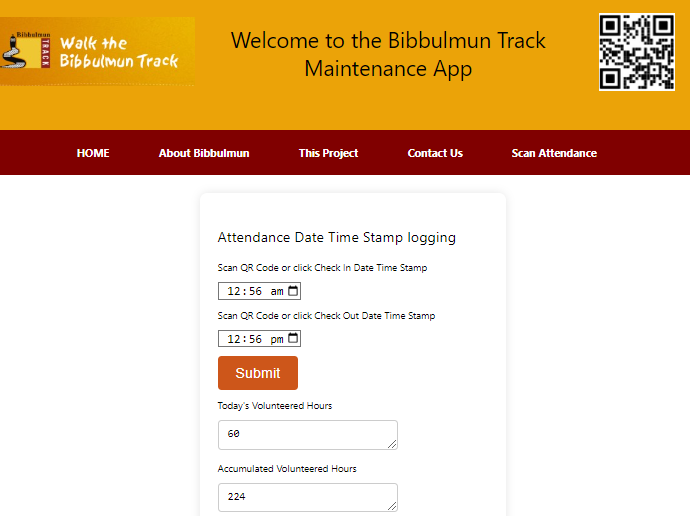 Bibbulmun
TRACK
Walk the
Bibbulmun Track
Welcome to the Bibbulmun Track
Maintenance App
HOME About Bibbulmun This Project Contact Us Scan Attendance
Attendance Date Time Stamp logging
Scan QR Code or click Check In Date Time Stamp
12:56 am
Scan QR Code or click Check Out Date Time Stamp
12:56 pm
Submit
Today's Volunteered Hours
60
Accumulated Volunteered Hours
224